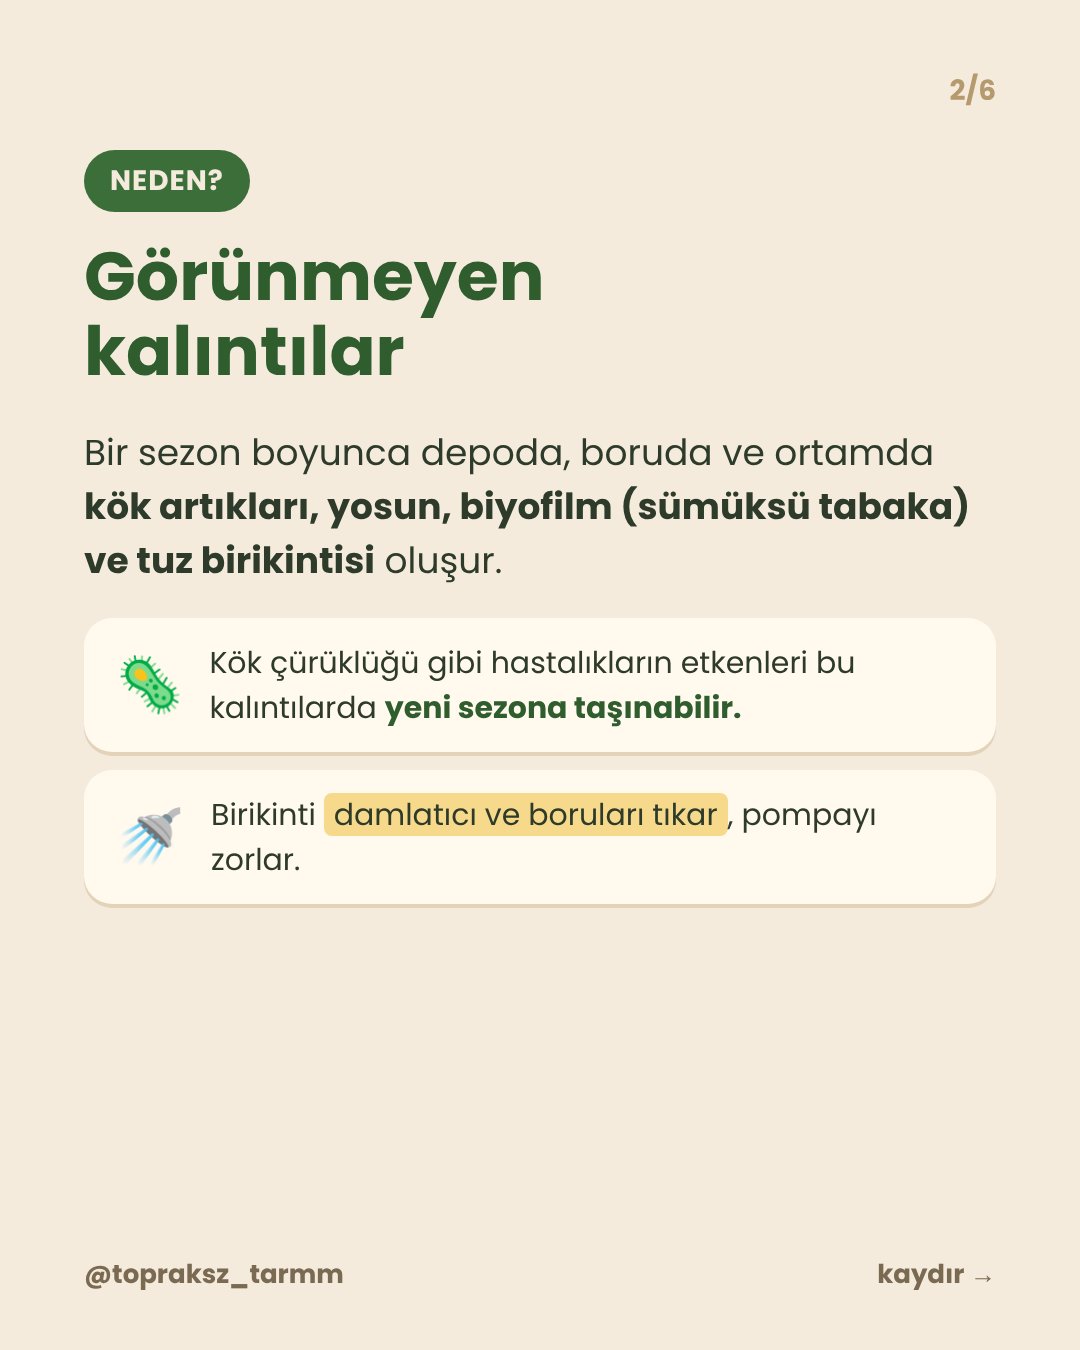 2/6
NEDEN?
Görünmeyen
kalıntılar
Bir sezon boyunca depoda, boruda ve ortamda
kök artıkları, yosun, biyofilm (sümüksü tabaka)
ve tuz birikintisi oluşur.
Kök çürüklüğü gibi hastalıkların etkenleri bu
kalıntılarda yeni sezona taşınabilir.
Birikinti damlatıcı ve boruları tıkar, pompayı
zorlar.
@topraksz_tarmm
kaydır →